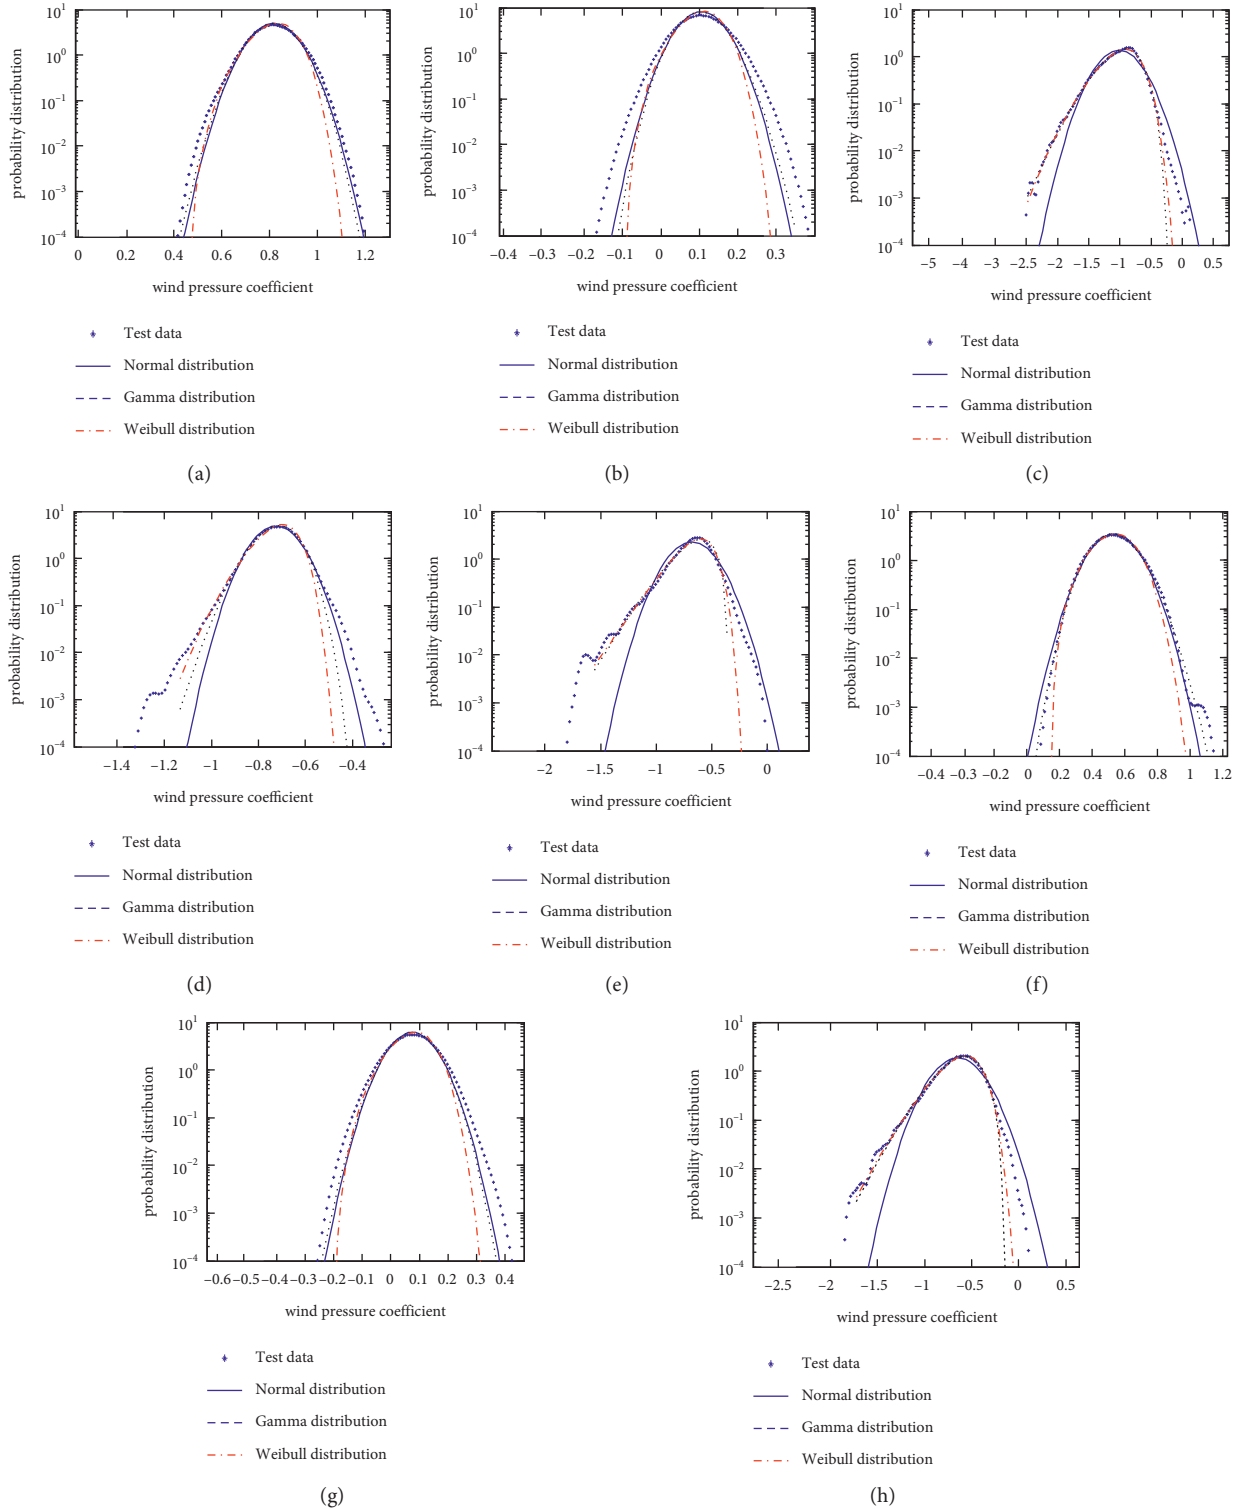 probability distribution
10^1
10^0
10^-1
10^-2
10^-3
10^-4
0 0.2 0.4 0.6 0.8 1 1.2
wind pressure coefficient
Test data
Normal distribution
Gamma distribution
Weibull distribution
(a)
probability distribution
10^1
10^0
10^-1
10^-2
10^-3
10^-4
–0.4 –0.3 –0.2 –0.1 0 0.1 0.2 0.3
wind pressure coefficient
Test data
Normal distribution
Gamma distribution
Weibull distribution
(b)
probability distribution
10^1
10^0
10^-1
10^-2
10^-3
10^-4
–5 –4 –3 –2.5 –2 –1.5 –1 –0.5 0 0.5
wind pressure coefficient
Test data
Normal distribution
Gamma distribution
Weibull distribution
(c)
probability distribution
10^1
10^0
10^-1
10^-2
10^-3
10^-4
–1.4 –1.2 –1 –0.8 –0.6 –0.4
wind pressure coefficient
Test data
Normal distribution
Gamma distribution
Weibull distribution
(d)
probability distribution
10^1
10^0
10^-1
10^-2
10^-3
10^-4
–2 –1.5 –1 –0.5 0
wind pressure coefficient
Test data
Normal distribution
Gamma distribution
Weibull distribution
(e)
probability distribution
10^1
10^0
10^-1
10^-2
10^-3
10^-4
–0.4 –0.2 0 0.2 0.4 0.6 0.8 1 1.2
wind pressure coefficient
Test data
Normal distribution
Gamma distribution
Weibull distribution
(f)
probability distribution
10^1
10^0
10^-1
10^-2
10^-3
10^-4
–0.6 –0.5 –0.4 –0.3 –0.2 –0.1 0 0.1 0.2 0.3 0.4
wind pressure coefficient
Test data
Normal distribution
Gamma distribution
Weibull distribution
(g)
probability distribution
10^1
10^0
10^-1
10^-2
10^-3
10^-4
–2.5 –2 –1.5 –1 –0.5 0 0.5
wind pressure coefficient
Test data
Normal distribution
Gamma distribution
Weibull distribution
(h)